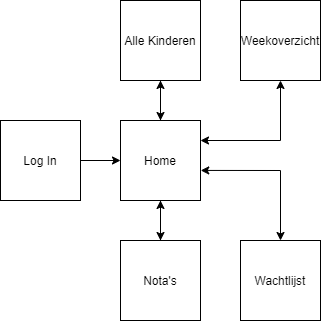 Alle Kinderen
Weekoverzicht
Log In
Home
Nota's
Wachtlijst